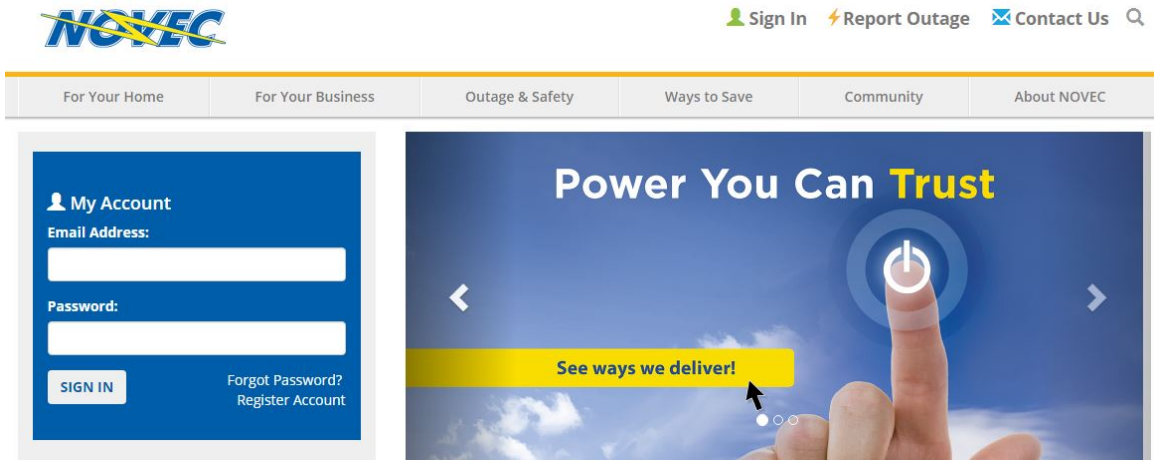 NOVEC
Sign In Report Outage Contact Us
For Your Home For Your Business Outage & Safety Ways to Save Community About NOVEC
My Account
Email Address:
Password:
SIGN IN
Forgot Password?
Register Account
Power You Can Trust
See ways we deliver!